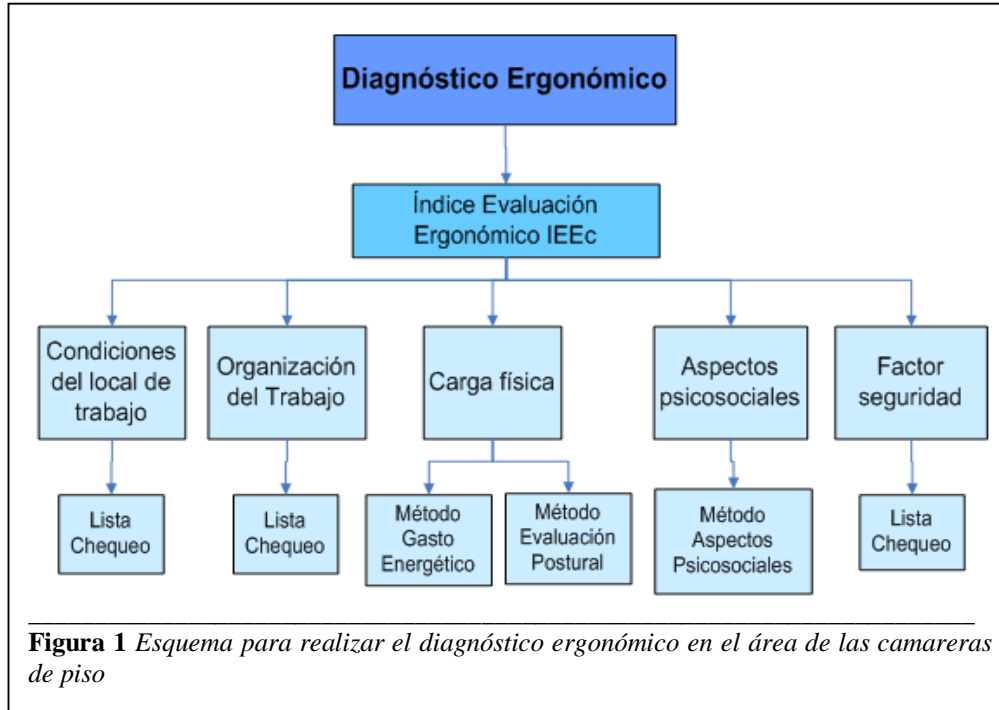 Diagnóstico Ergonómico
Índice Evaluación
Ergonómico IEEc
Condiciones
del local de
trabajo
Organización
del Trabajo
Carga física
Aspectos
psicosociales
Factor
seguridad
Lista
Chequeo
Lista
Chequeo
Método
Gasto
Energético
Método
Evaluación
Postural
Método
Aspectos
Psicosociales
Lista
Chequeo
Figura 1 Esquema para realizar el diagnóstico ergonómico en el área de las camareras
de piso